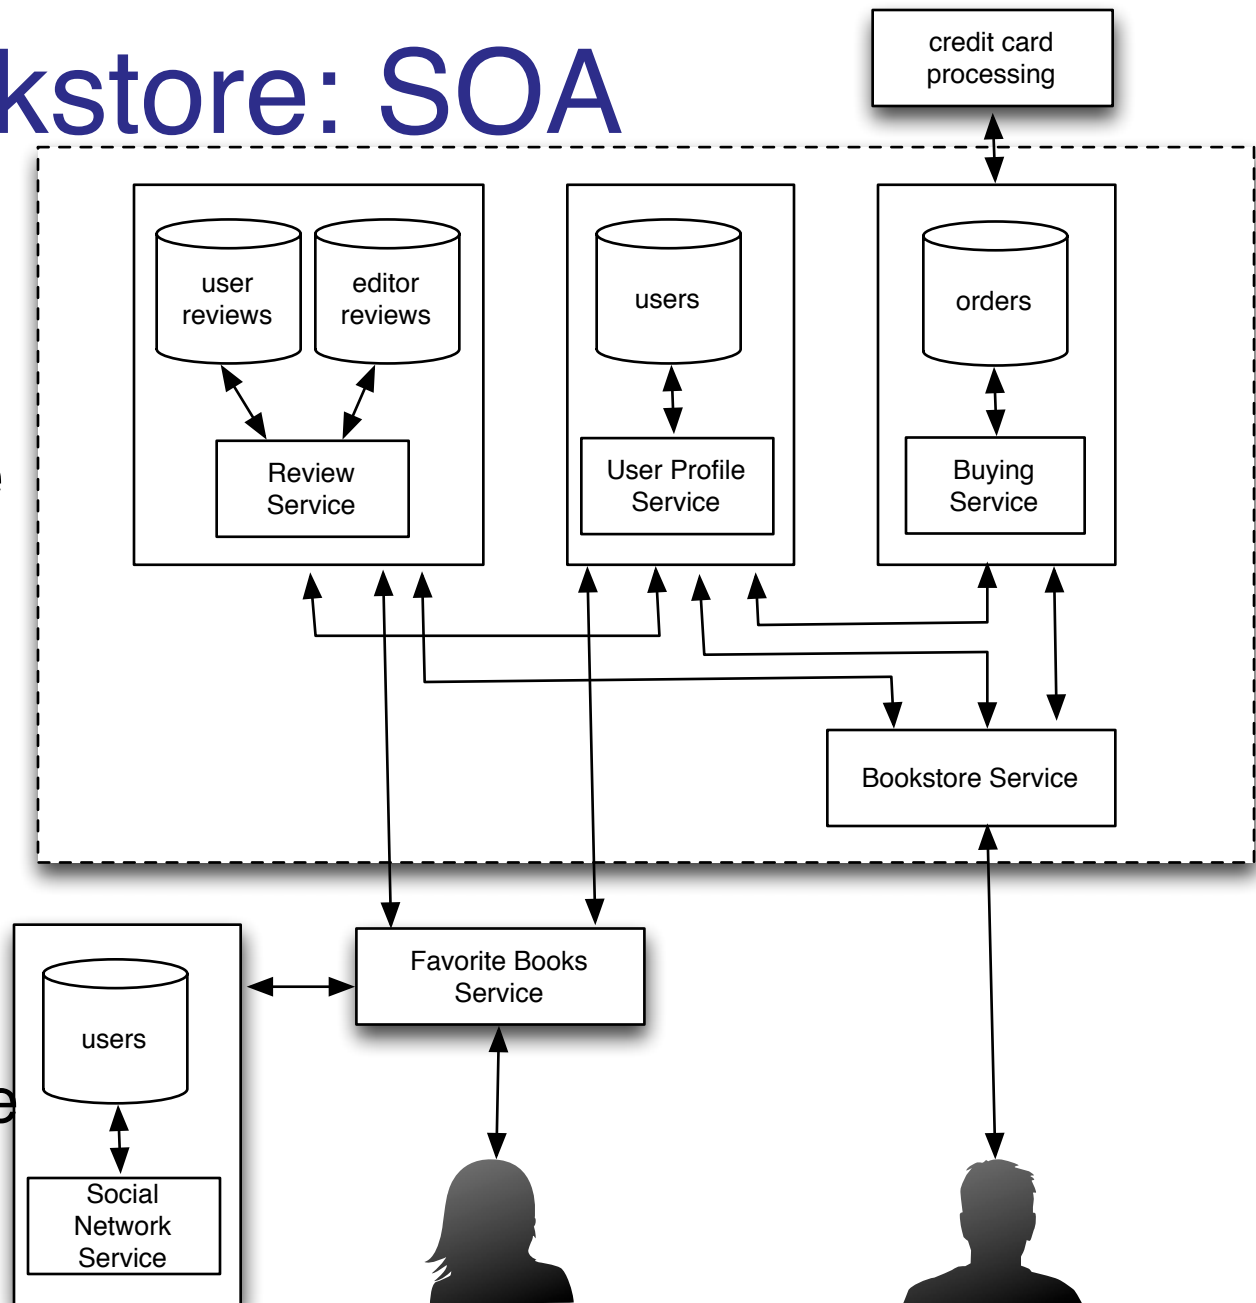 kstore: SOA
credit card
processing
user
reviews
editor
reviews
users
orders
Review
Service
User Profile
Service
Buying
Service
e
Bookstore Service
Favorite Books
Service
users
e
Social
Network
Service